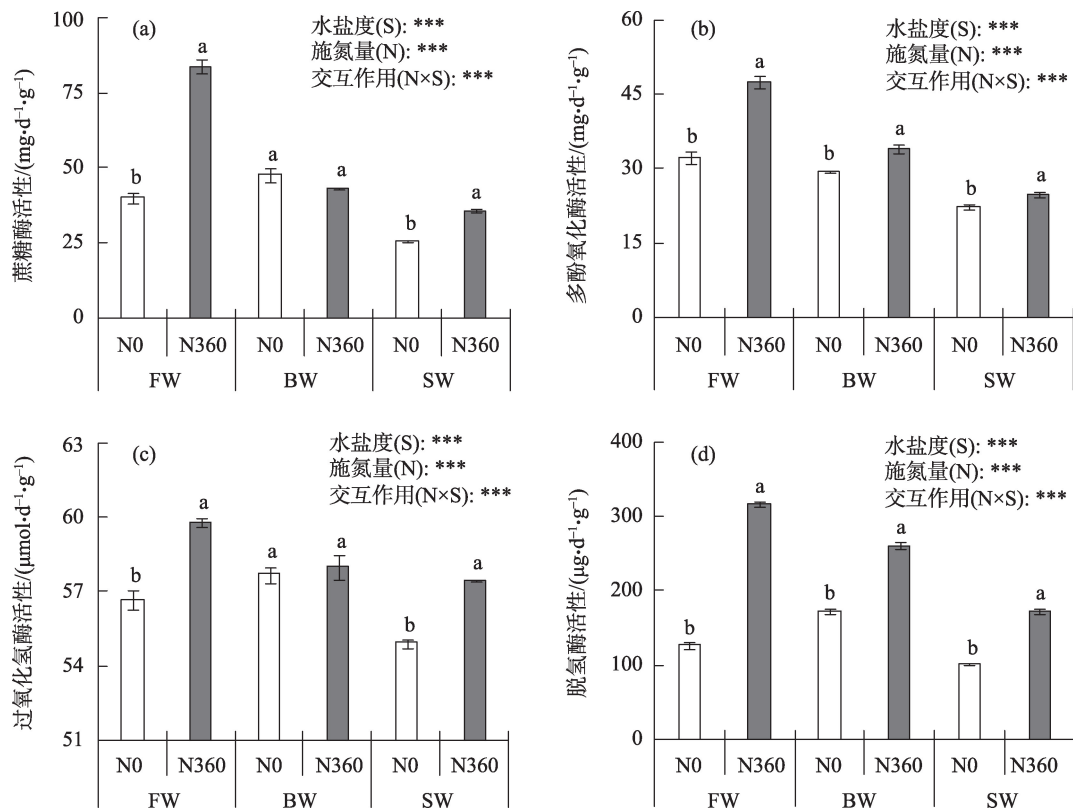 (a)
水盐度(S): ***
施氮量(N): ***
交互作用(N×S): ***
蔗糖酶活性/(mg·d⁻¹·g⁻¹)
100
75
50
25
0
b
a
a
a
b
a
N0 N360 N0 N360 N0 N360
FW BW SW
(b)
水盐度(S): ***
施氮量(N): ***
交互作用(N×S): ***
多酚氧化酶活性/(mg·d⁻¹·g⁻¹)
60
45
30
15
0
b
a
b
a
b
a
N0 N360 N0 N360 N0 N360
FW BW SW
(c)
水盐度(S): ***
施氮量(N): ***
交互作用(N×S): ***
过氧化氢酶活性/(μmol·d⁻¹·g⁻¹)
63
60
57
54
51
b
a
a
a
b
a
N0 N360 N0 N360 N0 N360
FW BW SW
(d)
水盐度(S): ***
施氮量(N): ***
交互作用(N×S): ***
脱氢酶活性/(μg·d⁻¹·g⁻¹)
400
300
200
100
0
b
a
b
a
b
a
N0 N360 N0 N360 N0 N360
FW BW SW